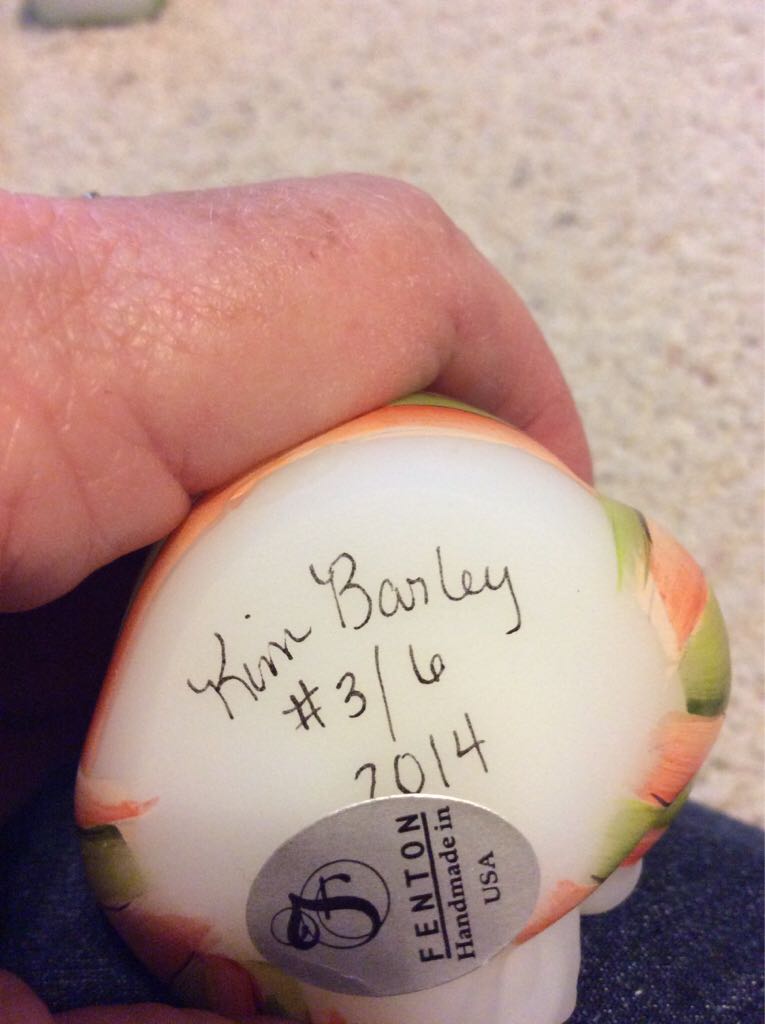 Kim Barley
#3/6
2014
F
FENTON
Handmade in
USA